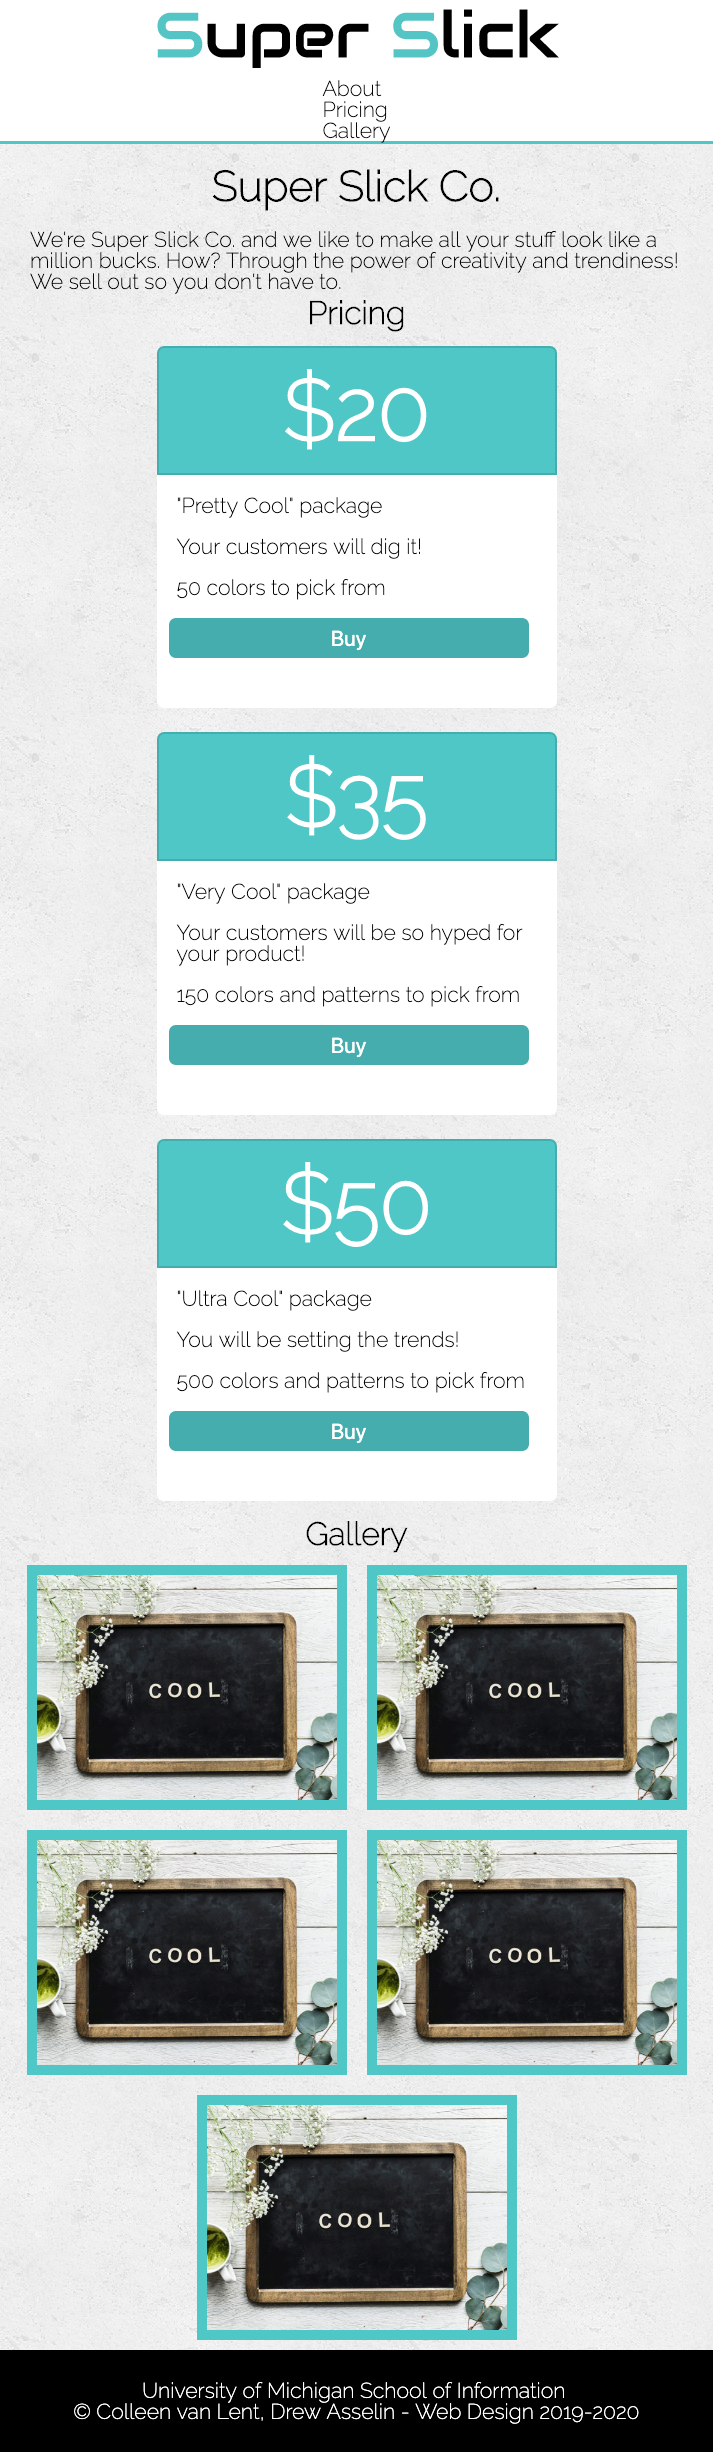 Super Slick
About
Pricing
Gallery
Super Slick Co.
We're Super Slick Co. and we like to make all your stuff look like a
million bucks. How? Through the power of creativity and trendiness!
We sell out so you don't have to.
Pricing
$20
"Pretty Cool" package
Your customers will dig it!
50 colors to pick from
Buy
$35
"Very Cool" package
Your customers will be so hyped for
your product!
150 colors and patterns to pick from
Buy
$50
"Ultra Cool" package
You will be setting the trends!
500 colors and patterns to pick from
Buy
Gallery
COOL
COOL
COOL
COOL
COOL
University of Michigan School of Information
© Colleen van Lent, Drew Asselin - Web Design 2019-2020